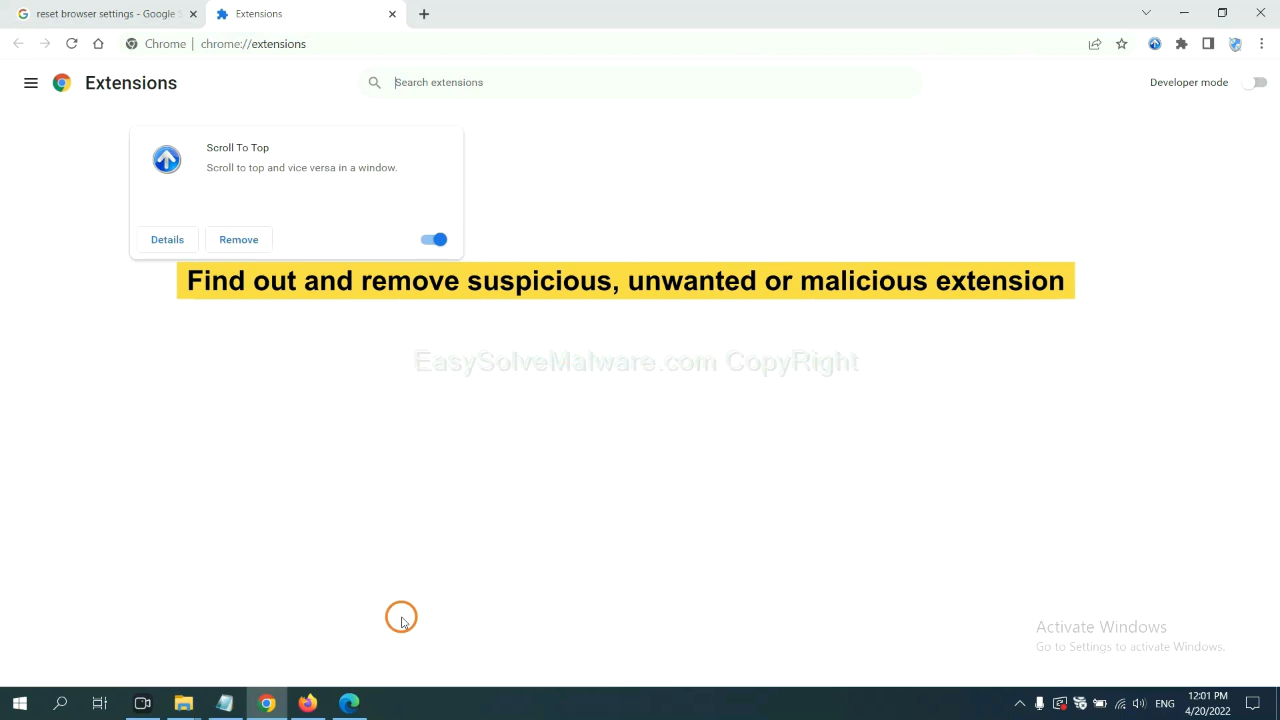 reset browser settings - Google S
Extensions
Chrome | chrome://extensions
Extensions
Search extensions
Developer mode
Scroll To Top
Scroll to top and vice versa in a window.
Details
Remove
Find out and remove suspicious, unwanted or malicious extension
EasySolveMalware.com CopyRight
Activate Windows
Go to Settings to activate Windows.
ENG
12:01 PM
4/20/2022